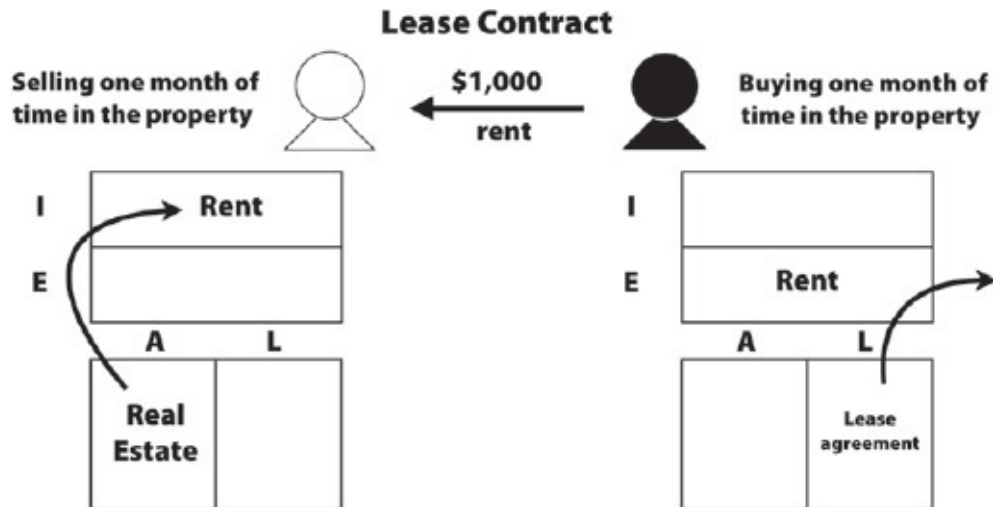 Lease Contract
Selling one month of
time in the property
$1,000
rent
Buying one month of
time in the property
I
Rent
E
A
L
Real
Estate
I
E
Rent
A
L
Lease
agreement